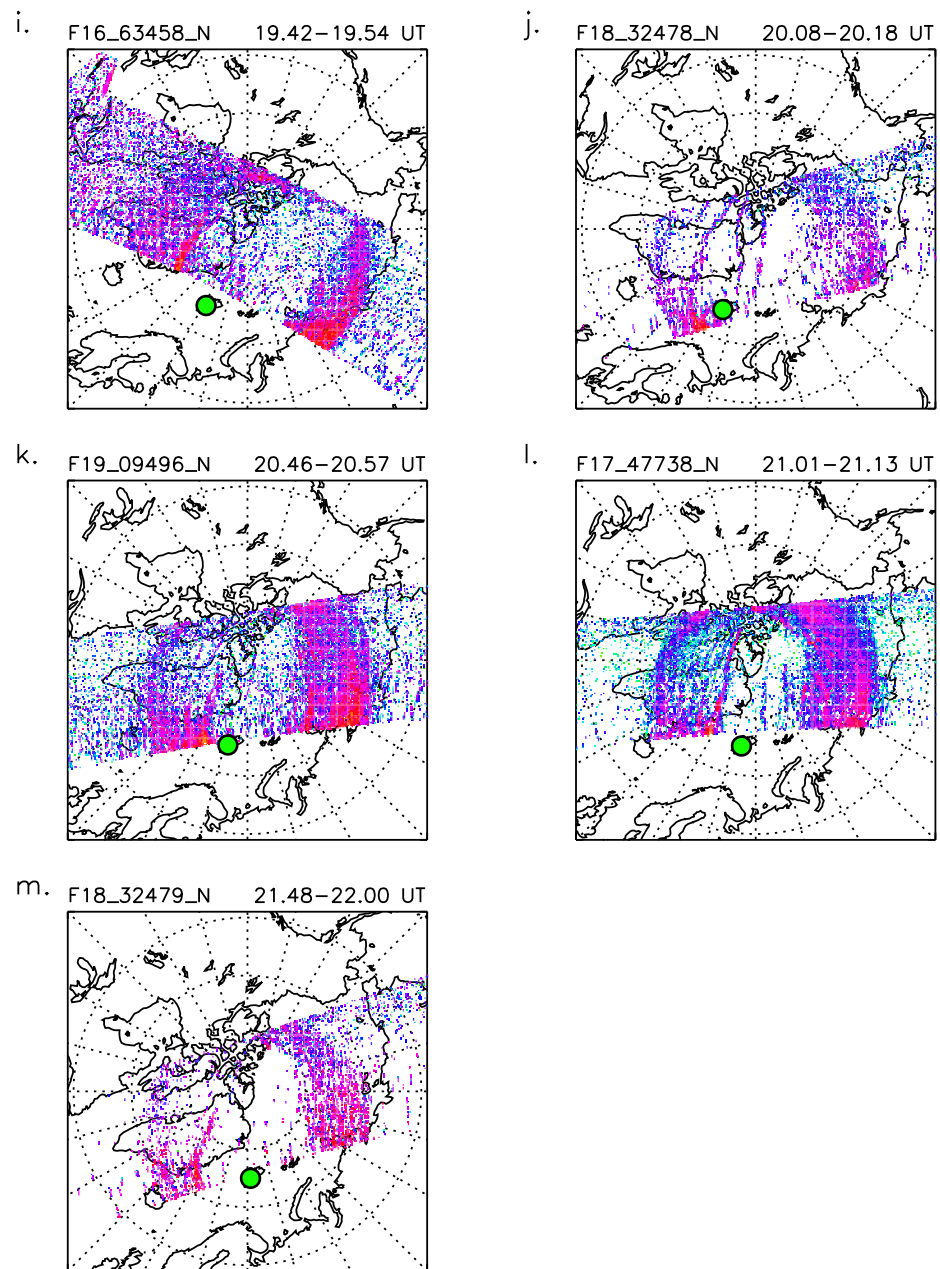 i.
F16_63458_N 19.42−19.54 UT
j.
F18_32478_N 20.08−20.18 UT
k.
F19_09496_N 20.46−20.57 UT
l.
F17_47738_N 21.01−21.13 UT
m.
F18_32479_N 21.48−22.00 UT